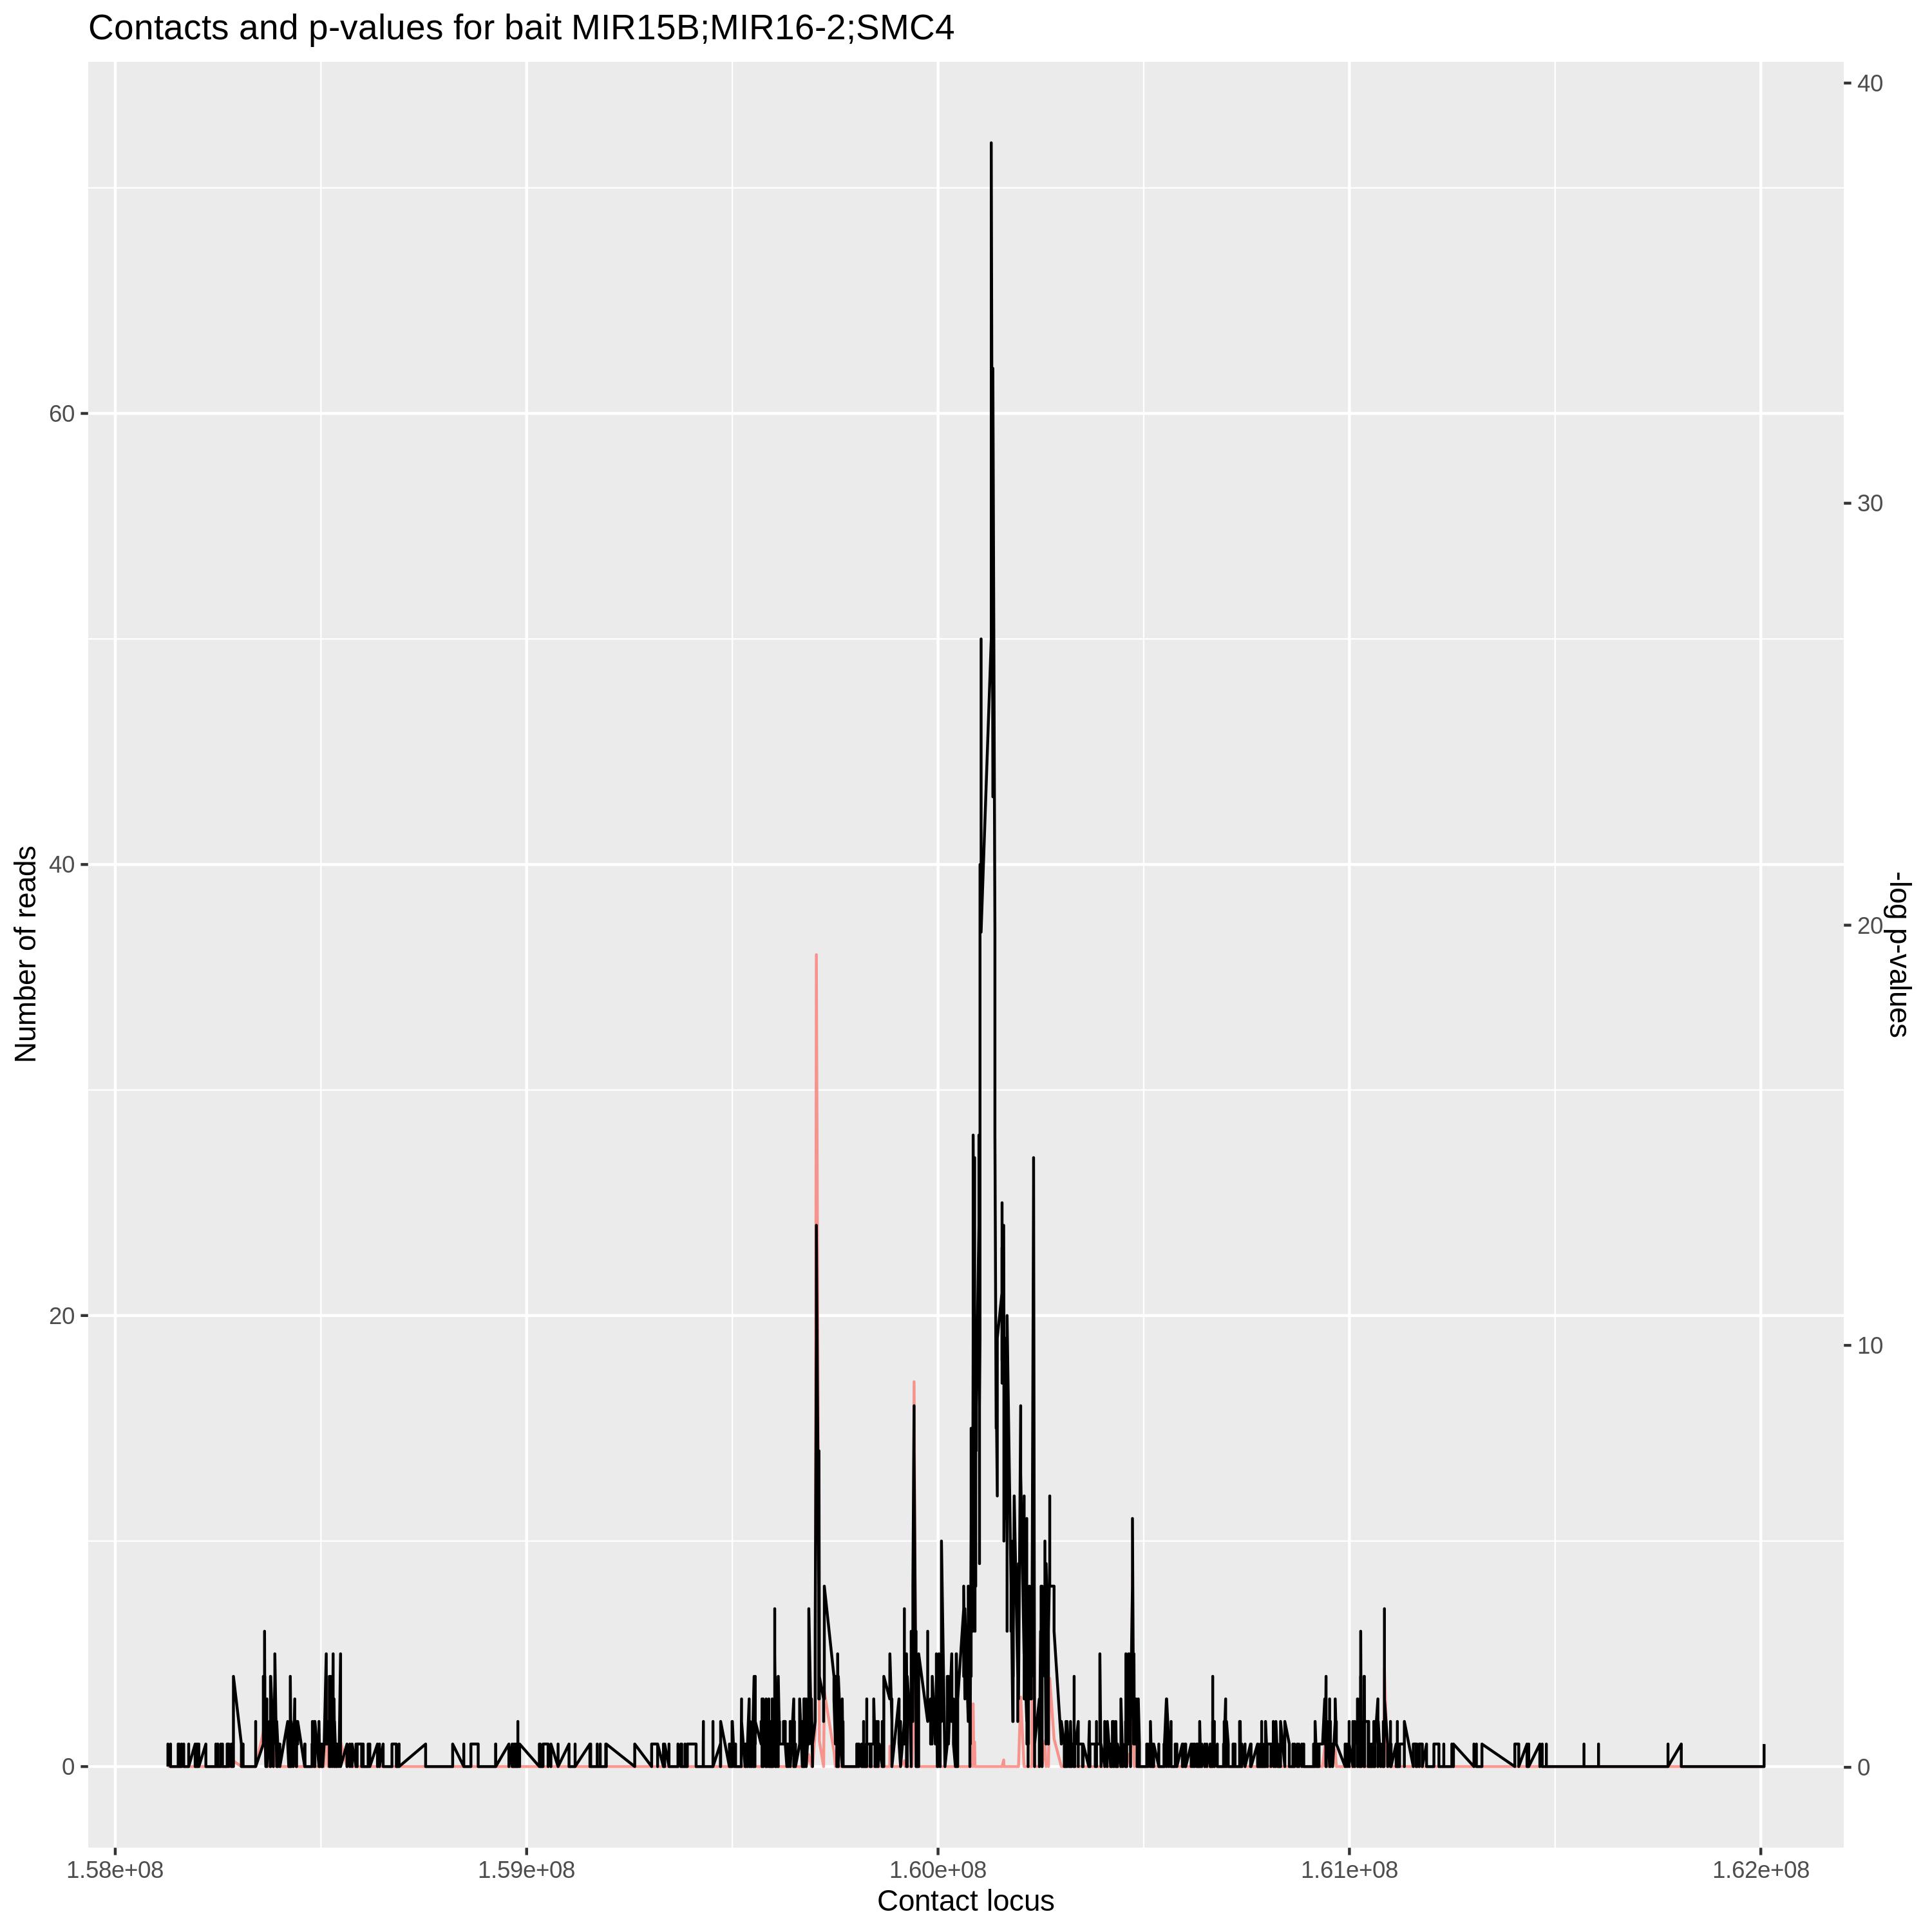 Contacts and p-values for bait MIR15B;MIR16-2;SMC4
Number of reads
60
40
20
0
40
30
20
10
0
-log p-values
1.58e+08
1.59e+08
1.60e+08
1.61e+08
1.62e+08
Contact locus